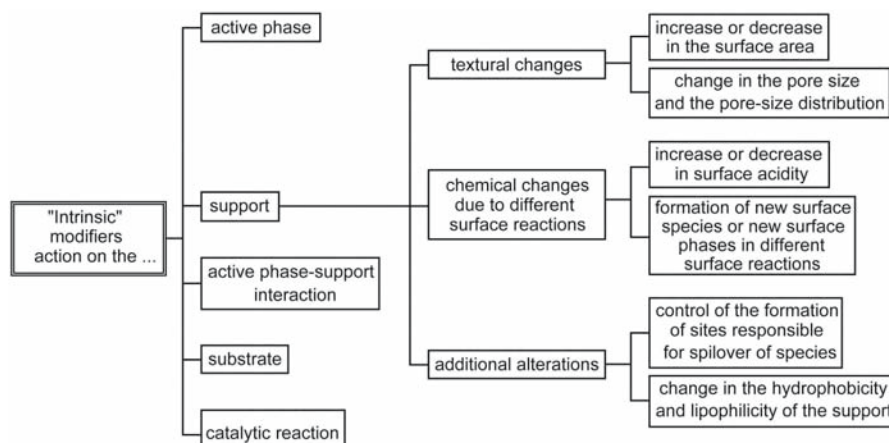 "Intrinsic"
modifiers
action on the ...
active phase
support
active phase-support
interaction
substrate
catalytic reaction
textural changes
chemical changes
due to different
surface reactions
additional alterations
increase or decrease
in the surface area
change in the pore size
and the pore-size distribution
increase or decrease
in surface acidity
formation of new surface
species or new surface
phases in different
surface reactions
control of the formation
of sites responsible
for spilover of species
change in the hydrophobicity
and lipophilicity of the support